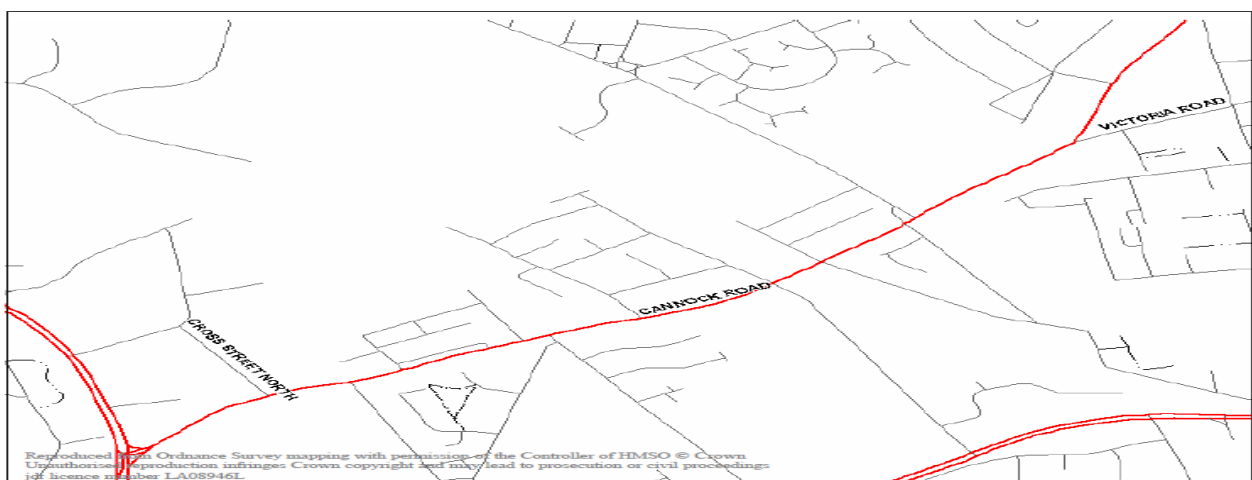 VICTORIA ROAD
CANNOCK ROAD
CROSS STREET NORTH
Reproduced from Ordnance Survey mapping with permission of the Controller of HMSO © Crown
Unauthorised reproduction infringes Crown copyright and may lead to prosecution or civil proceedings
jdf licence number LA08946L